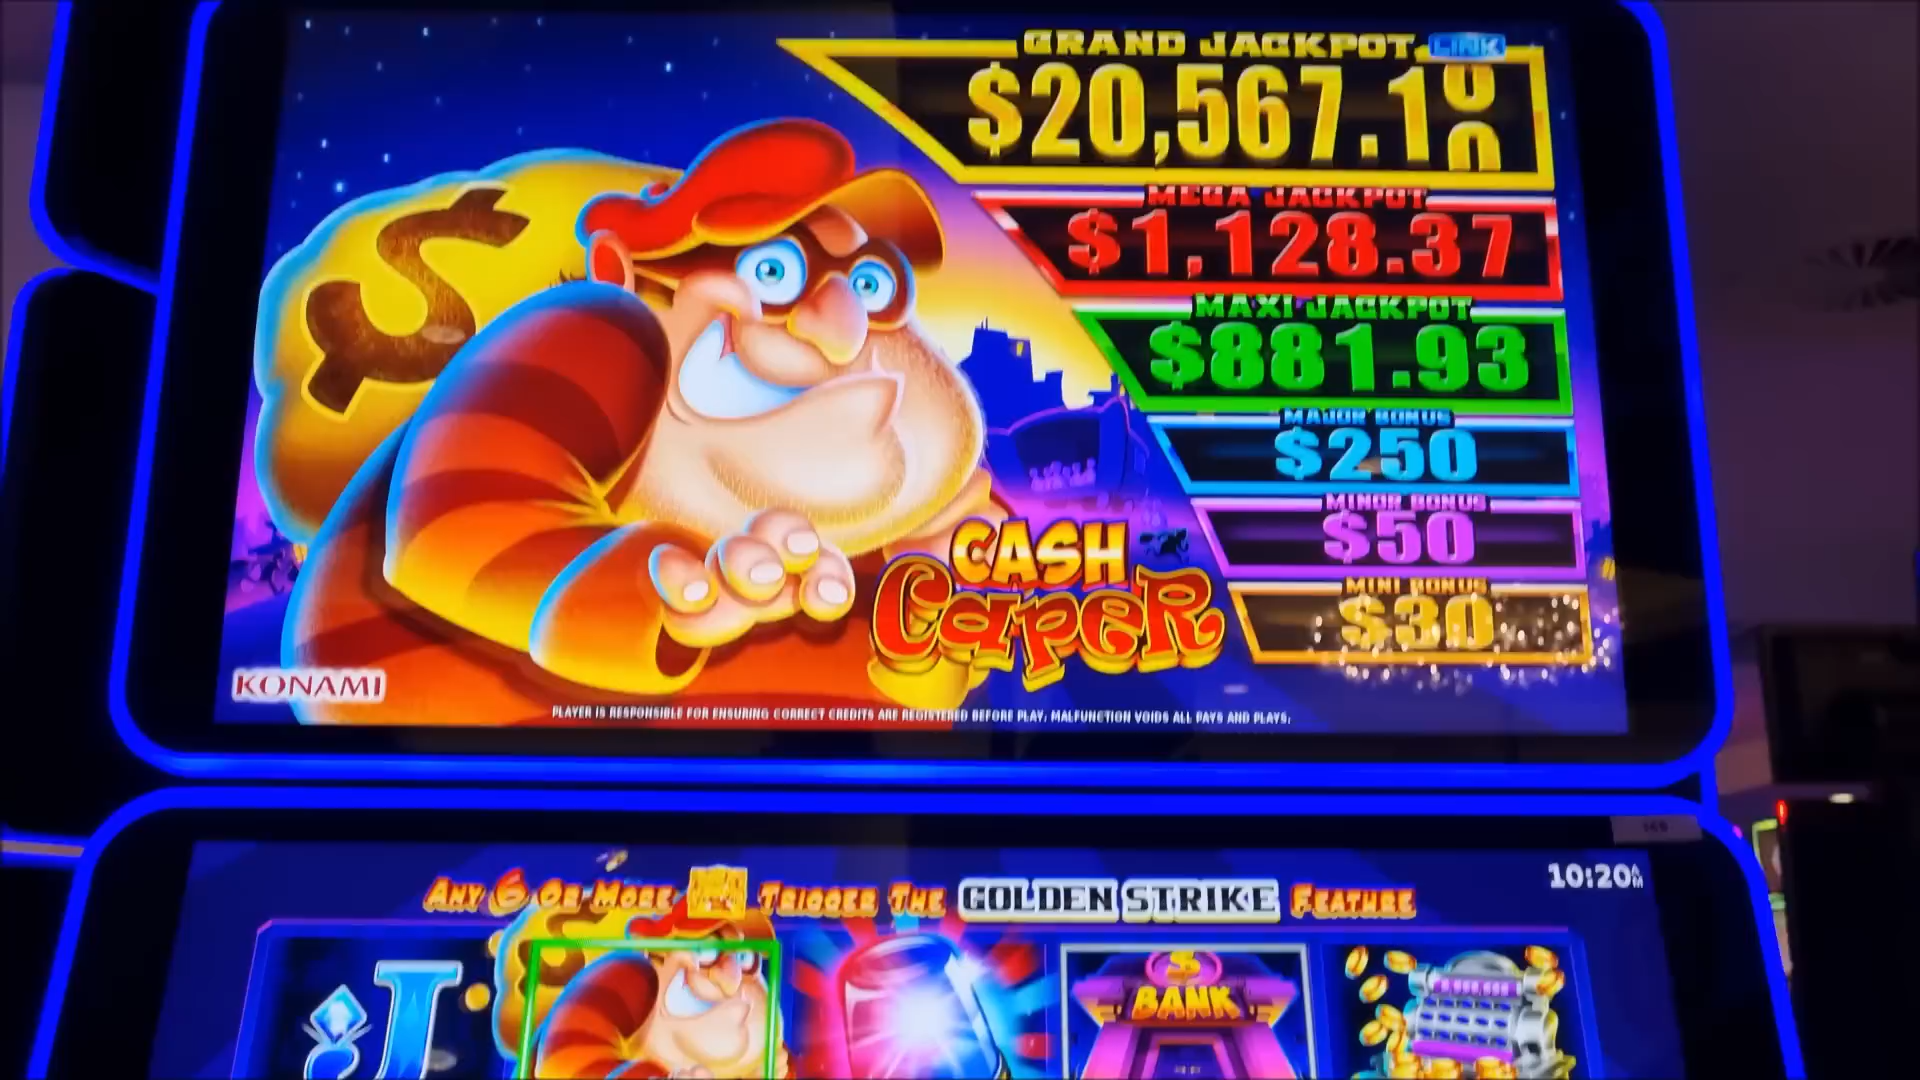 GRAND JACKPOT LINK
$20,567.1
MEGA JACKPOT
$1,128.37
MAXI JACKPOT
$881.93
MAJOR BONUS
$250
MINOR BONUS
$50
MINI BONUS
$30
$
CASH
CAPER
KONAMI
PLAYER IS RESPONSIBLE FOR ENSURING CORRECT CREDITS ARE REGISTERED BEFORE PLAY. MALFUNCTION VOIDS ALL PAYS AND PLAYS.
10:20AM
ANY 6 OR MORE TRIGGER THE GOLDEN STRIKE FEATURE
J
$
BANK